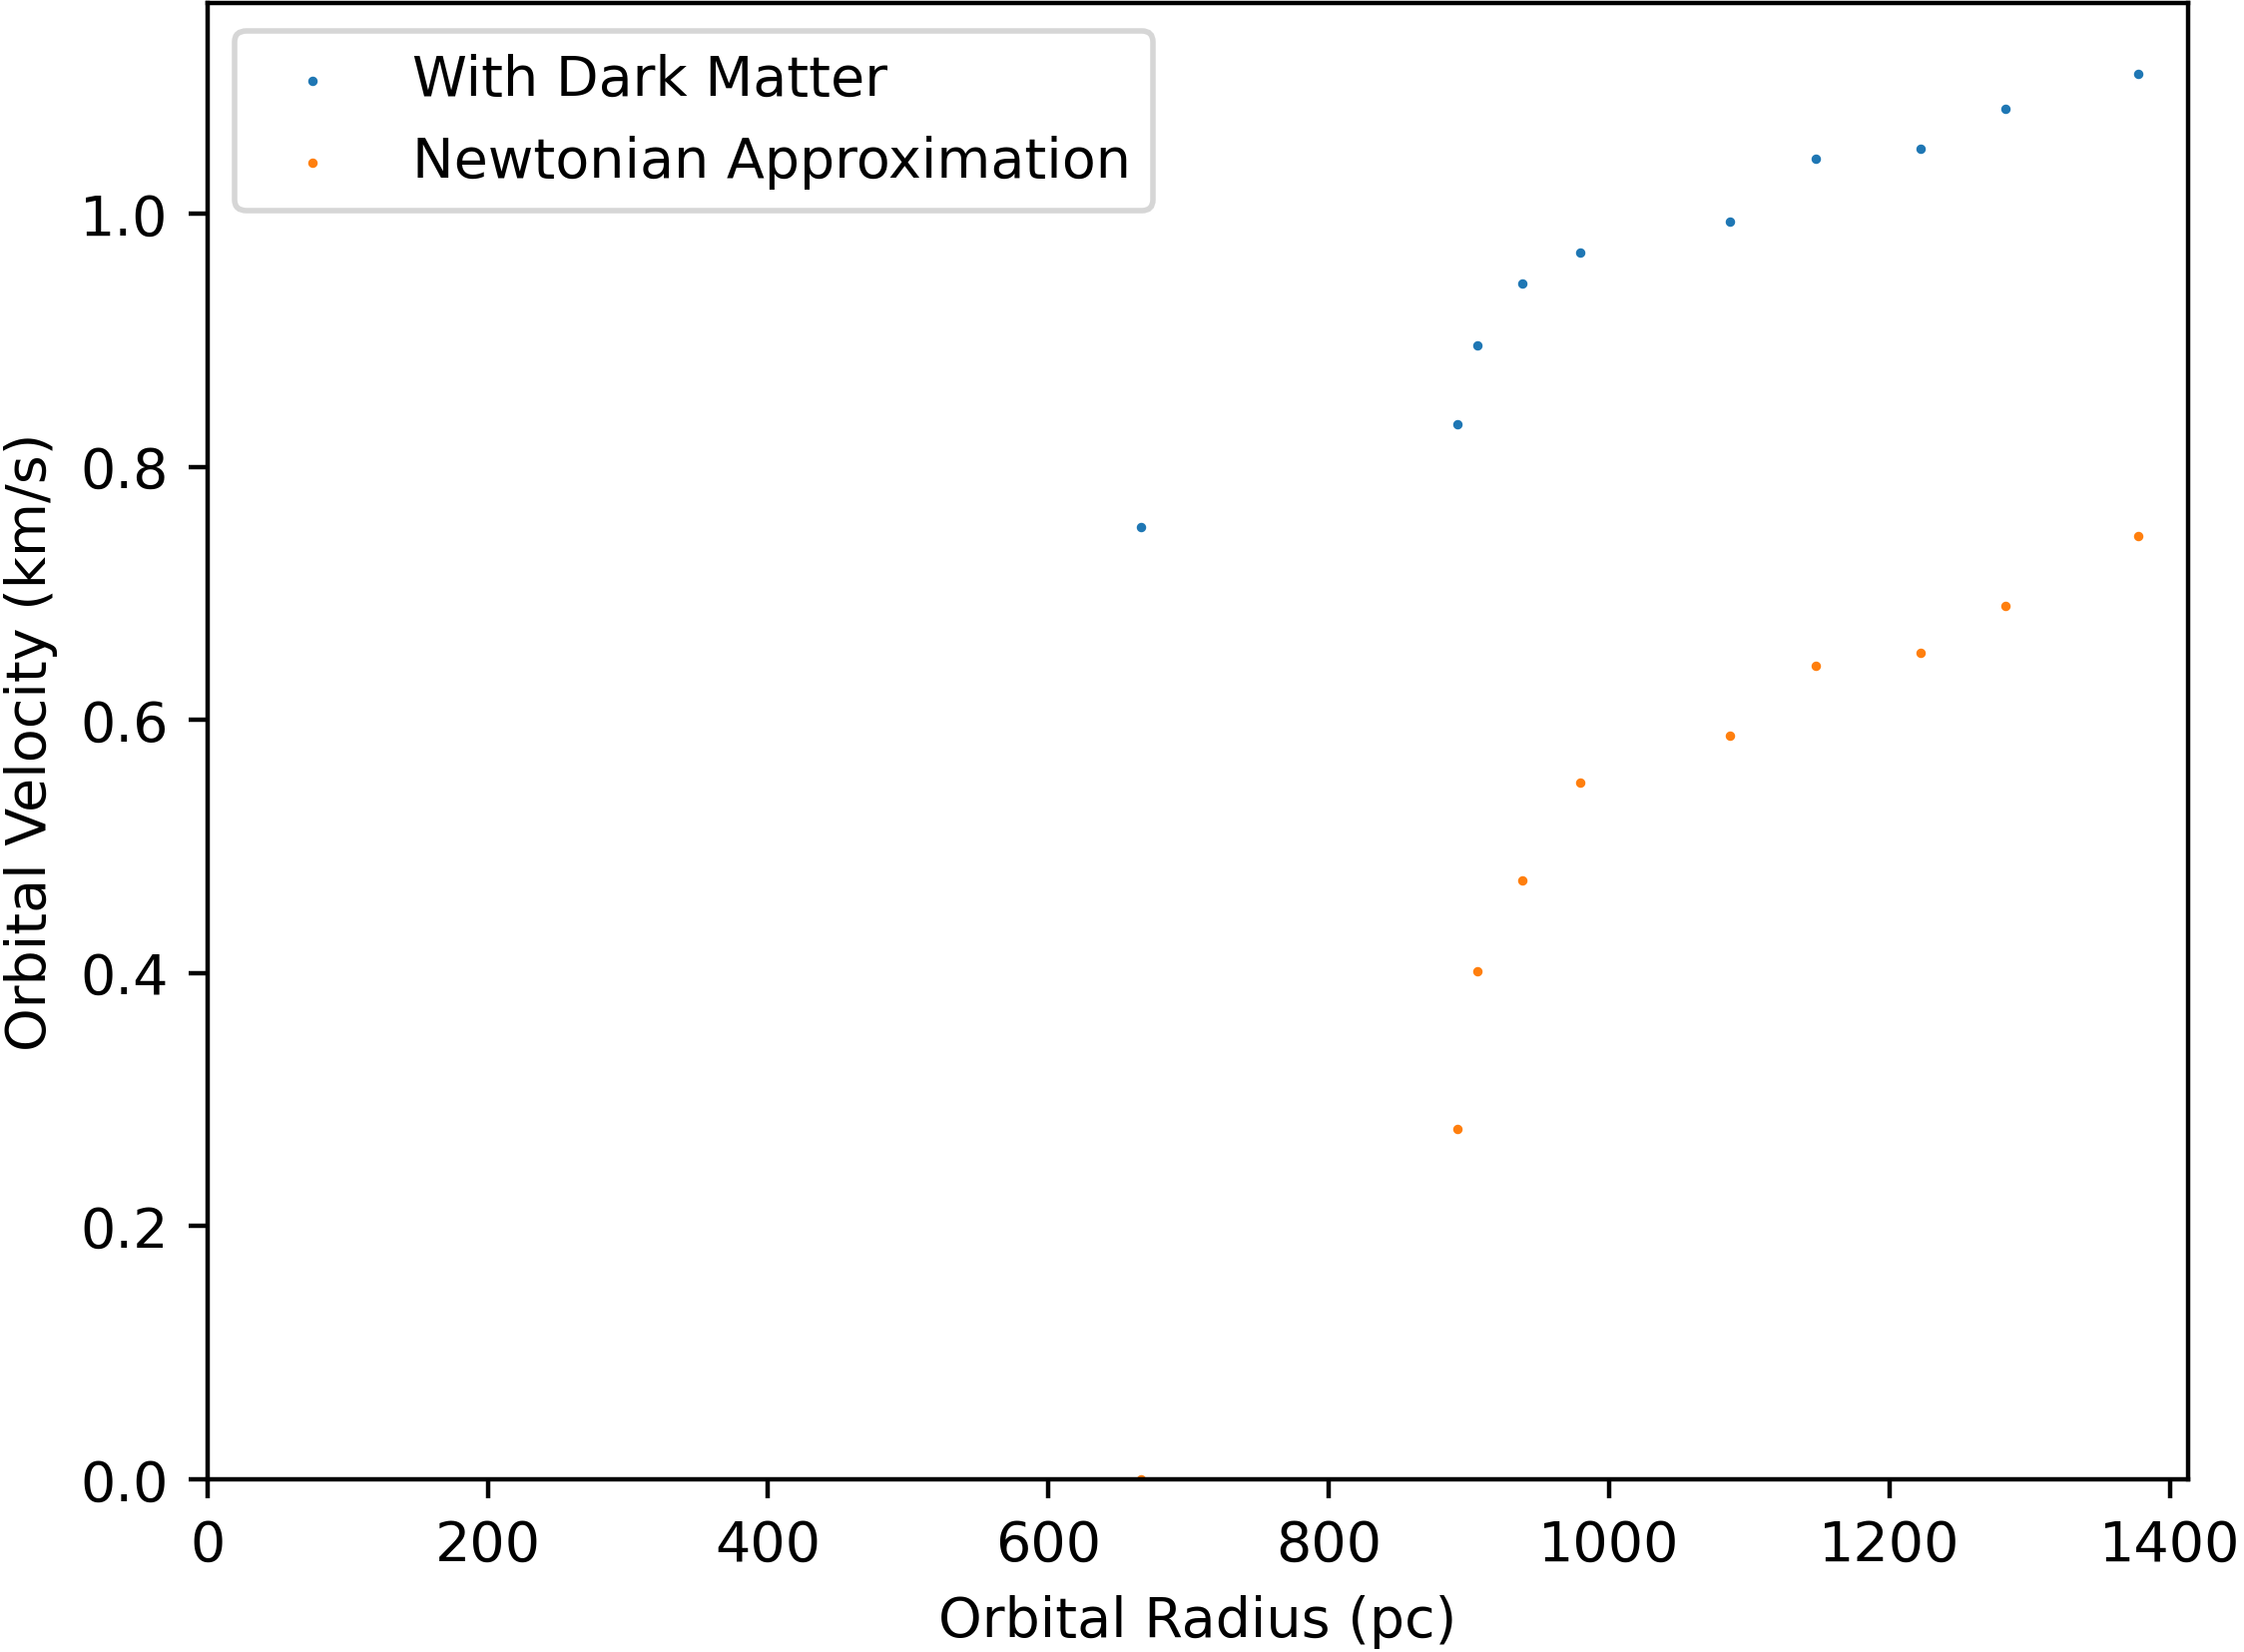 With Dark Matter
Newtonian Approximation
Orbital Velocity (km/s)
1.0
0.8
0.6
0.4
0.2
0.0
0 200 400 600 800 1000 1200 1400
Orbital Radius (pc)